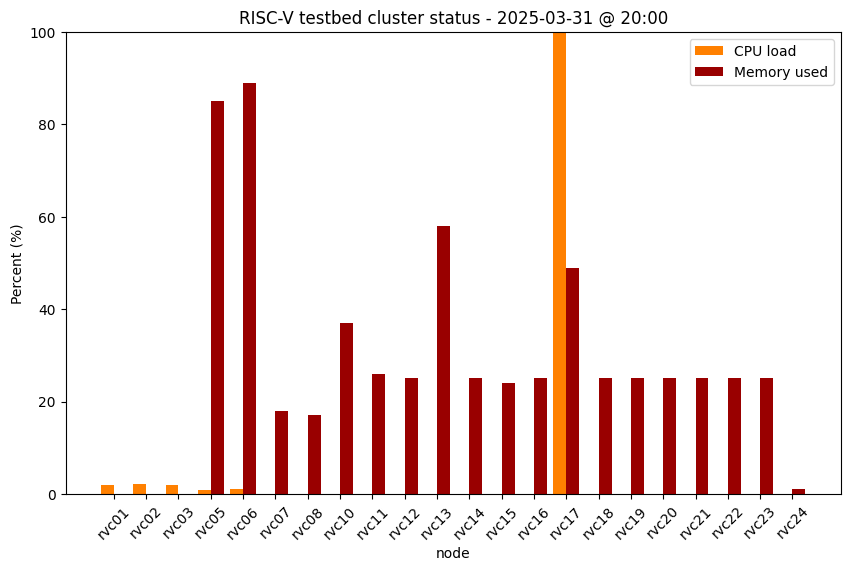 RISC-V testbed cluster status - 2025-03-31 @ 20:00
CPU load
Memory used
Percent (%)
100
80
60
40
20
0
rvc01 rvc02 rvc03 rvc05 rvc06 rvc07 rvc08 rvc10 rvc11 rvc12 rvc13 rvc14 rvc15 rvc16 rvc17 rvc18 rvc19 rvc20 rvc21 rvc22 rvc23 rvc24
node